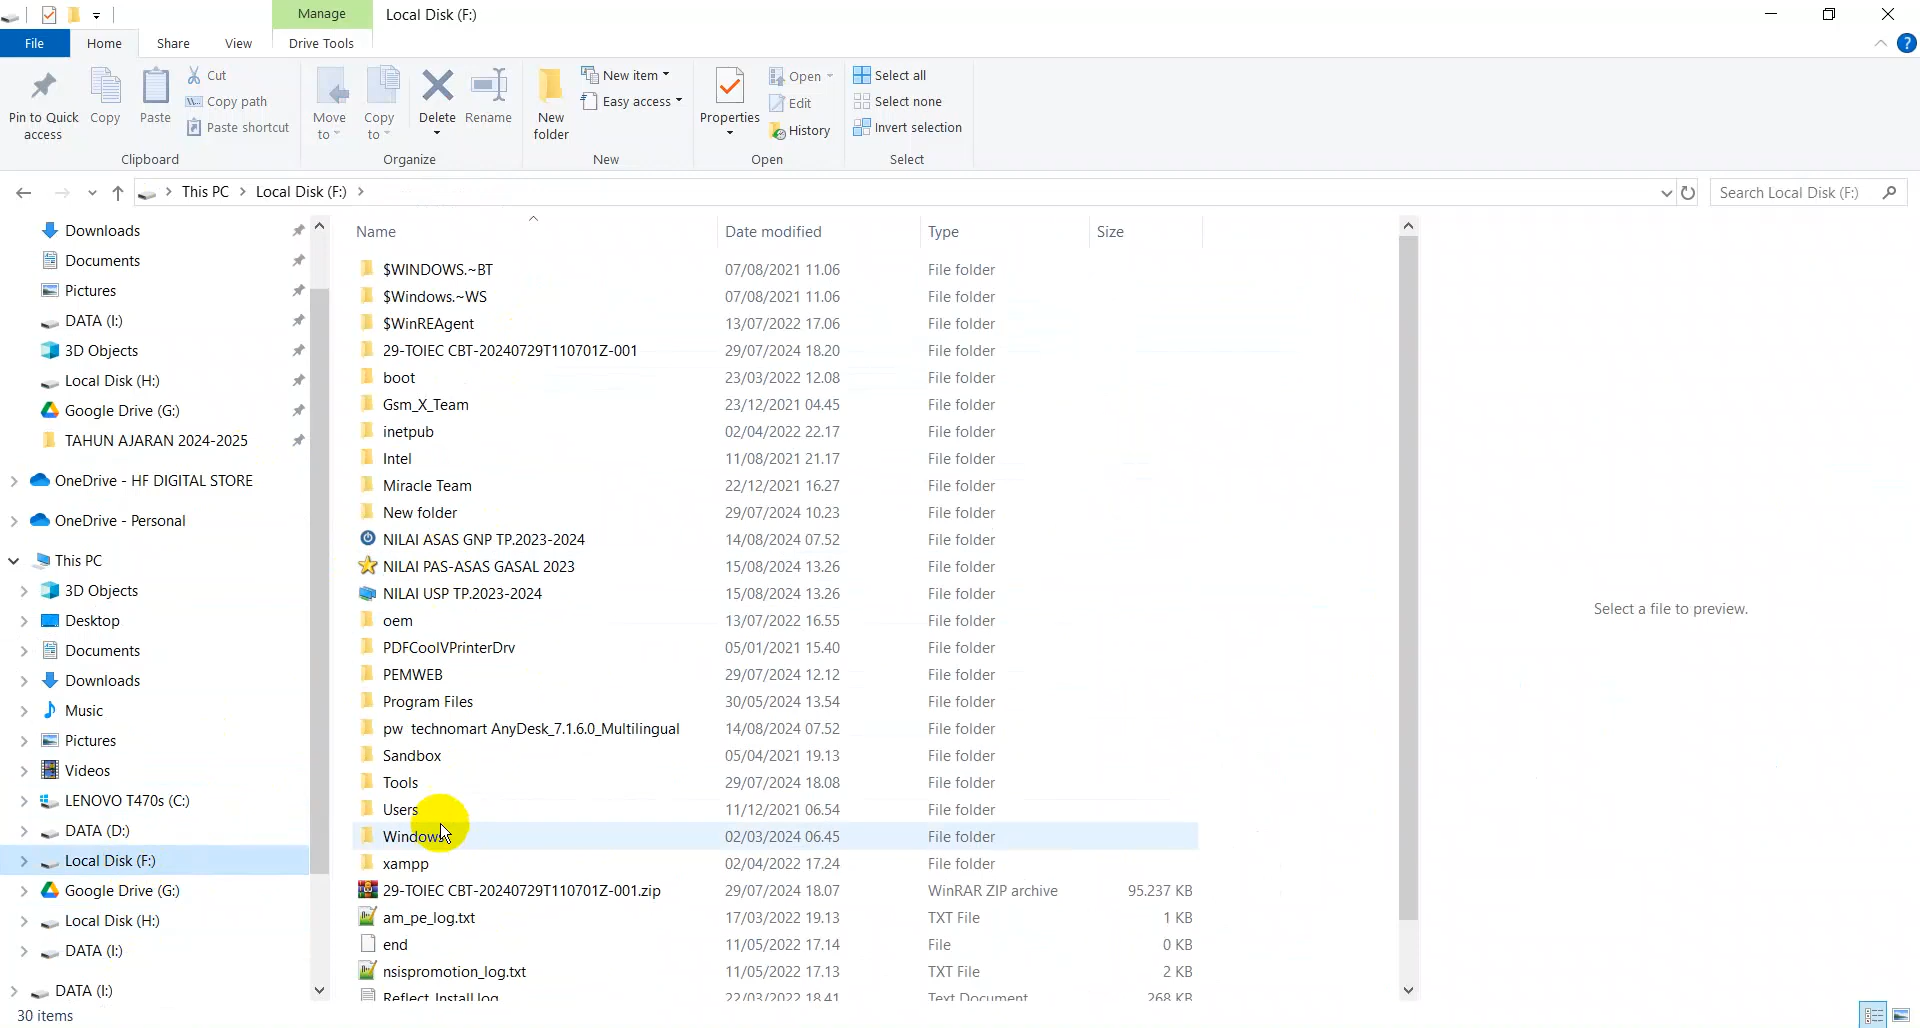 Manage Local Disk (F:)
File Home Share View Drive Tools
Pin to Quick access
Copy
Paste
Cut
Copy path
Paste shortcut
Clipboard
Move to
Copy to
Delete
Rename
Organize
New folder
New item
Easy access
New
Properties
Open
Edit
History
Open
Select all
Select none
Invert selection
Select
This PC > Local Disk (F:) >
Search Local Disk (F:)
Downloads
Documents
Pictures
DATA (I:)
3D Objects
Local Disk (H:)
Google Drive (G:)
TAHUN AJARAN 2024-2025
OneDrive - HF DIGITAL STORE
OneDrive - Personal
This PC
3D Objects
Desktop
Documents
Downloads
Music
Pictures
Videos
LENOVO T470s (C:)
DATA (D:)
Local Disk (F:)
Google Drive (G:)
Local Disk (H:)
DATA (I:)
DATA (I:)
30 items
Name Date modified Type Size
$WINDOWS.~BT 07/08/2021 11.06 File folder
$Windows.~WS 07/08/2021 11.06 File folder
$WinREAgent 13/07/2022 17.06 File folder
29-TOIEC CBT-20240729T110701Z-001 29/07/2024 18.20 File folder
boot 23/03/2022 12.08 File folder
Gsm_X_Team 23/12/2021 04.45 File folder
inetpub 02/04/2022 22.17 File folder
Intel 11/08/2021 21.17 File folder
Miracle Team 22/12/2021 16.27 File folder
New folder 29/07/2024 10.23 File folder
NILAI ASAS GNP TP.2023-2024 14/08/2024 07.52 File folder
NILAI PAS-ASAS GASAL 2023 15/08/2024 13.26 File folder
NILAI USP TP.2023-2024 15/08/2024 13.26 File folder
oem 13/07/2022 16.55 File folder
PDFCoolVPrinterDrv 05/01/2021 15.40 File folder
PEMWEB 29/07/2024 12.12 File folder
Program Files 30/05/2024 13.54 File folder
pw technomart AnyDesk_7.1.6.0_Multilingual 14/08/2024 07.52 File folder
Sandbox 05/04/2021 19.13 File folder
Tools 29/07/2024 18.08 File folder
Users 11/12/2021 06.54 File folder
Windows 02/03/2024 06.45 File folder
xampp 02/04/2022 17.24 File folder
29-TOIEC CBT-20240729T110701Z-001.zip 29/07/2024 18.07 WinRAR ZIP archive 95.237 KB
am_pe_log.txt 17/03/2022 19.13 TXT File 1 KB
end 11/05/2022 17.14 File 0 KB
nsispromotion_log.txt 11/05/2022 17.13 TXT File 2 KB
Reflect_Install.log 22/03/2022 18.41 Text Document 268 KB
Select a file to preview.